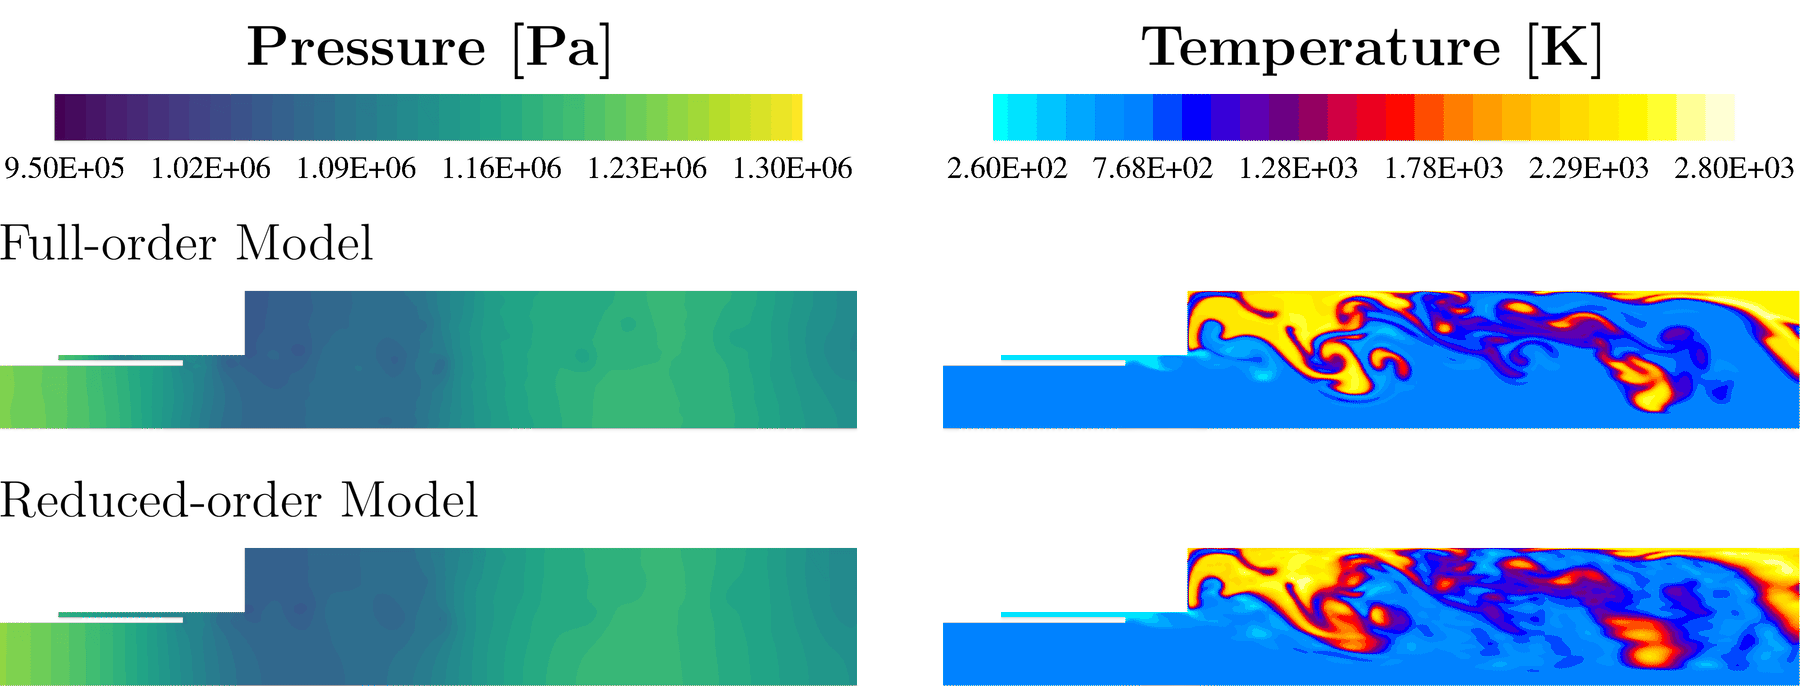 Pressure [Pa]
Temperature [K]
9.50E+05 1.02E+06 1.09E+06 1.16E+06 1.23E+06 1.30E+06
2.60E+02 7.68E+02 1.28E+03 1.78E+03 2.29E+03 2.80E+03
Full-order Model
Reduced-order Model